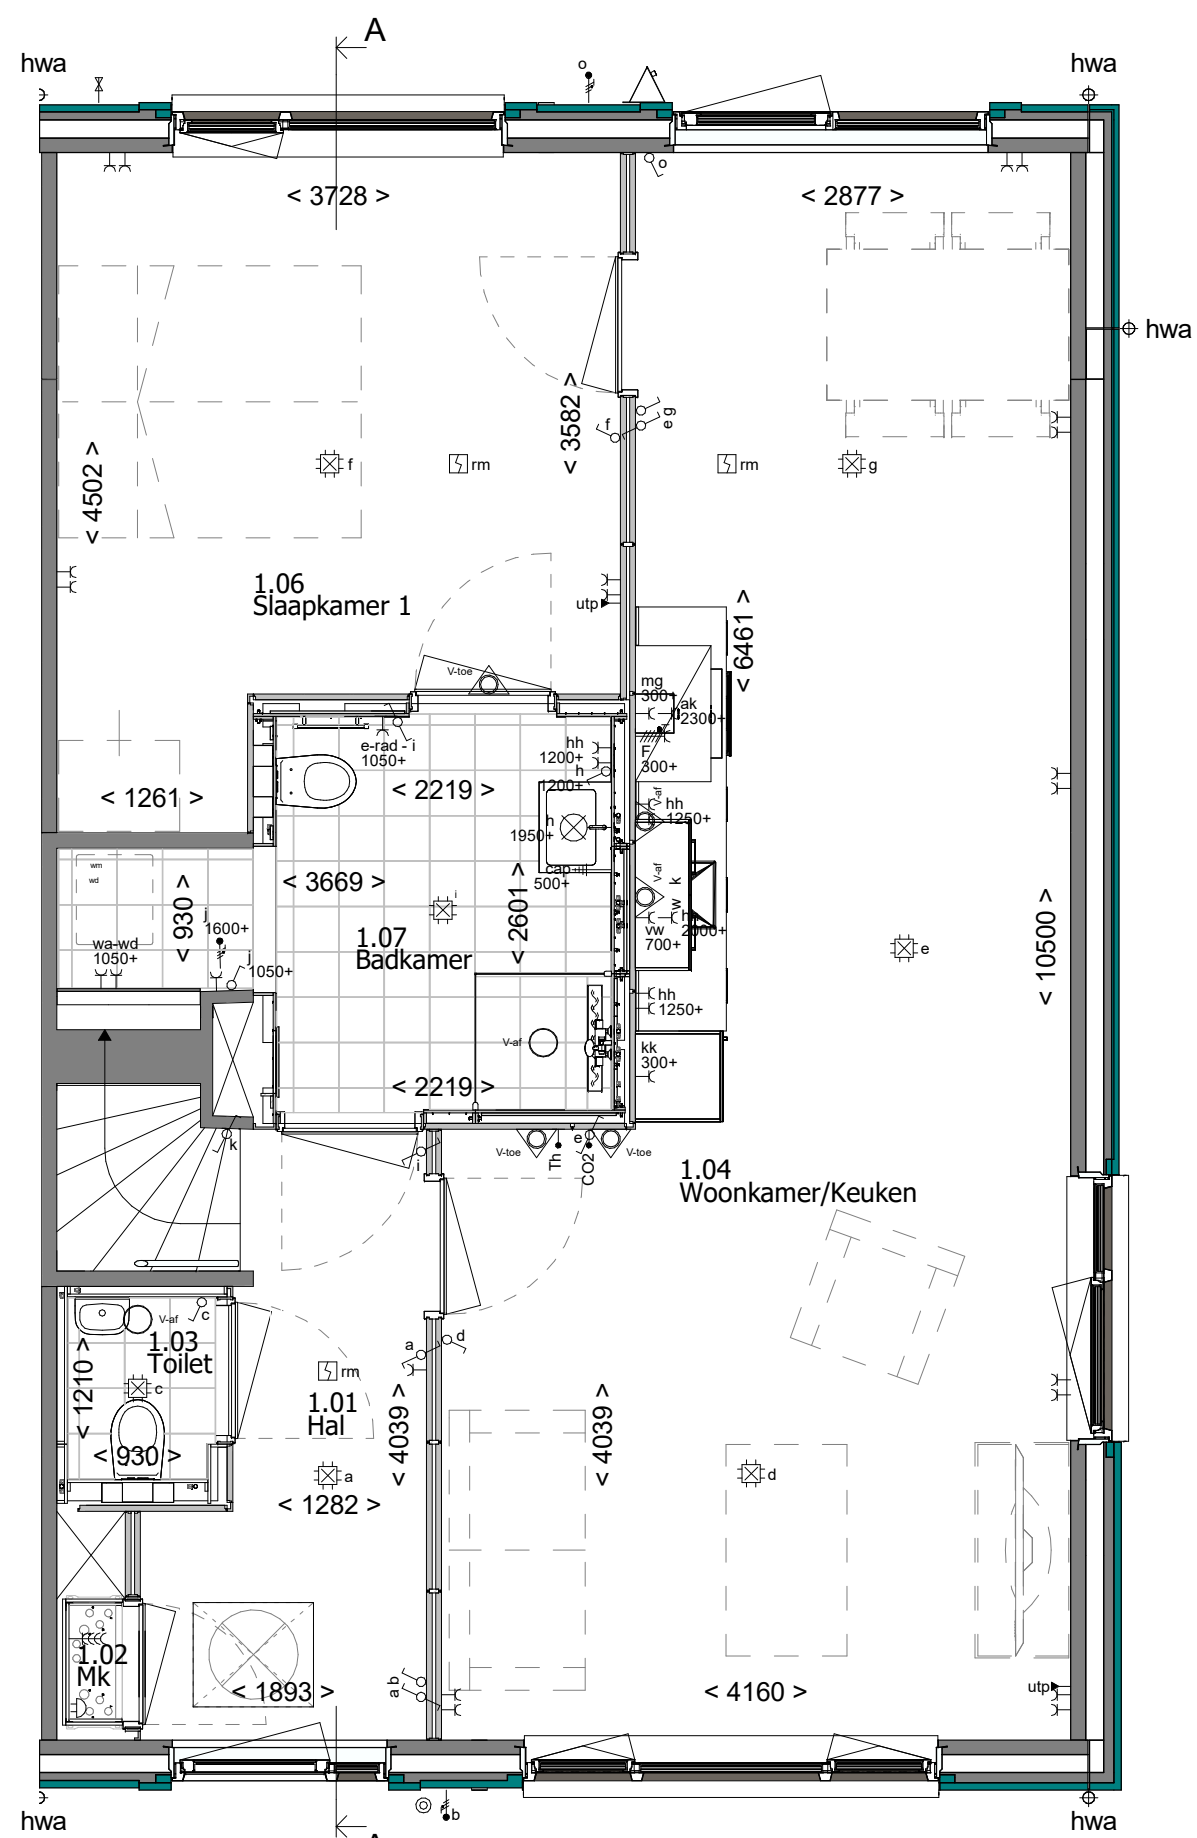 A
hwa
hwa
o
o
< 3728 >
< 2877 >
hwa
< 3582 >
f
e g
< 4502 >
f
rm
rm
g
1.06
Slaapkamer 1
utp
< 6461 >
V-toe
mg
300+
ak
2300+
e-rad - i
1050+
hh
1200+
F
300+
h
1200+
< 1261 >
< 2219 >
V-af
hh
1250+
h
1950+
wm
wd
< 3669 >
cap
500+
V-af
w k
< 930 >
i
< 2601 >
j
1600+
vw
700+
2000+
wa-wd
1050+
1.07
Badkamer
e
< 10500 >
j
1050+
hh
1250+
V-af
kk
300+
< 2219 >
k
i
V-toe
Th
e
CO2
V-toe
1.04
Woonkamer/Keuken
c
V-af
1.03
Toilet
a
d
< 1210 >
rm
c
1.01
Hal
< 4039 >
< 4039 >
< 930 >
a
d
< 1282 >
1.02
Mk
a b
< 1893 >
< 4160 >
utp
b
hwa
hwa